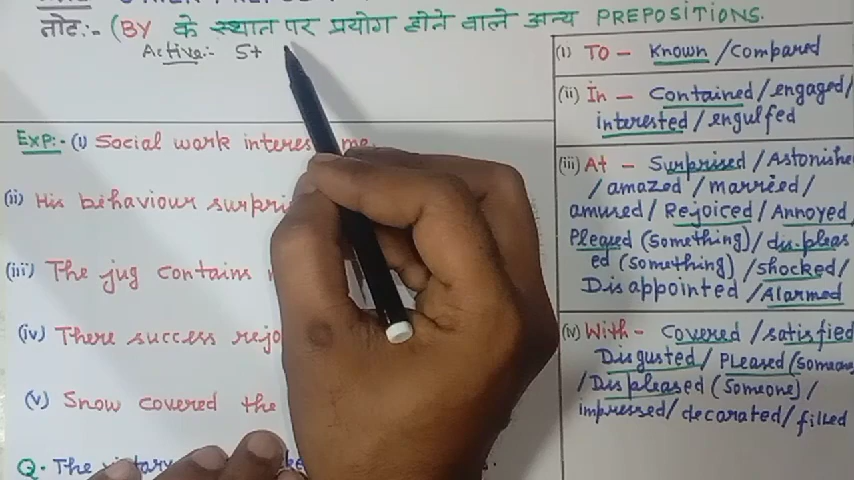 नोट:- (BY के स्थान पर प्रयोग होने वाले अन्य PREPOSITIONS.
Active:- S+
Exp:- (i) Social work interes me.
(ii) His behaviour surpri
(iii) The jug contains
(iv) There success rejo
(v) Snow covered the
Q. The
(i) TO - Known / Compared
(ii) In - Contained / engaged /
interested / engulfed
(iii) At - Surprised / Astonishe
/ amazed / married /
amused / Rejoiced / Annoyed
Pleased (something) / displeas
ed (Something) / shocked /
Disappointed / Alarmed
(iv) With - Covered / satisfied
Disgusted / Pleased (Someone
/ Displeased (Someone) /
impressed / decarated / filled